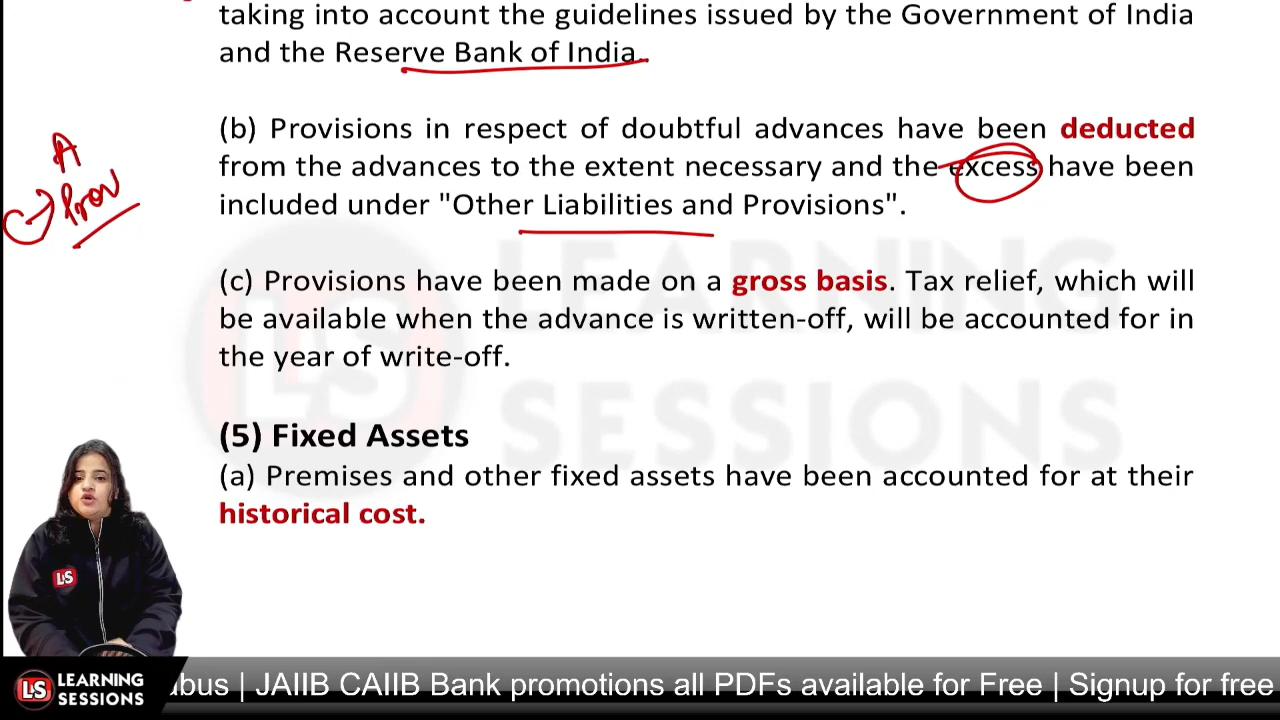 taking into account the guidelines issued by the Government of India
and the Reserve Bank of India.
(b) Provisions in respect of doubtful advances have been deducted
from the advances to the extent necessary and the excess have been
included under "Other Liabilities and Provisions".
A
Prov
(c) Provisions have been made on a gross basis. Tax relief, which will
be available when the advance is written-off, will be accounted for in
the year of write-off.
LEARNING
SESSIONS
LS
(5) Fixed Assets
(a) Premises and other fixed assets have been accounted for at their
historical cost.
LS
LS
LEARNING
SESSIONS
abus | JAIIB CAIIB Bank promotions all PDFs available for Free | Signup for free